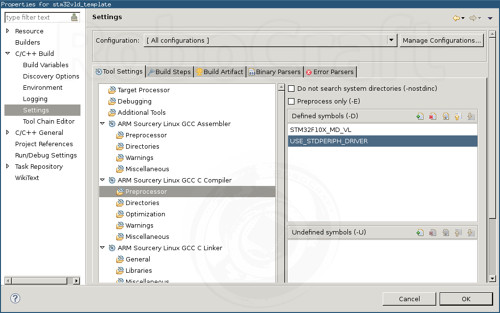 Properties for stm32vld_template
type filter text
Settings
Resource
Builders
C/C++ Build
Build Variables
Discovery Options
Environment
Logging
Settings
Tool Chain Editor
C/C++ General
Project References
Run/Debug Settings
Task Repository
WikiText
Configuration:
[ All configurations ]
Manage Configurations...
Tool Settings
Build Steps
Build Artifact
Binary Parsers
Error Parsers
Target Processor
Debugging
Additional Tools
ARM Sourcery Linux GCC Assembler
Preprocessor
Directories
Warnings
Miscellaneous
ARM Sourcery Linux GCC C Compiler
Preprocessor
Directories
Optimization
Warnings
Miscellaneous
ARM Sourcery Linux GCC C Linker
General
Libraries
Miscellaneous
Do not search system directories (-nostdinc)
Preprocess only (-E)
Defined symbols (-D)
STM32F10X_MD_VL
USE_STDPERIPH_DRIVER
Undefined symbols (-U)
?
Cancel
OK